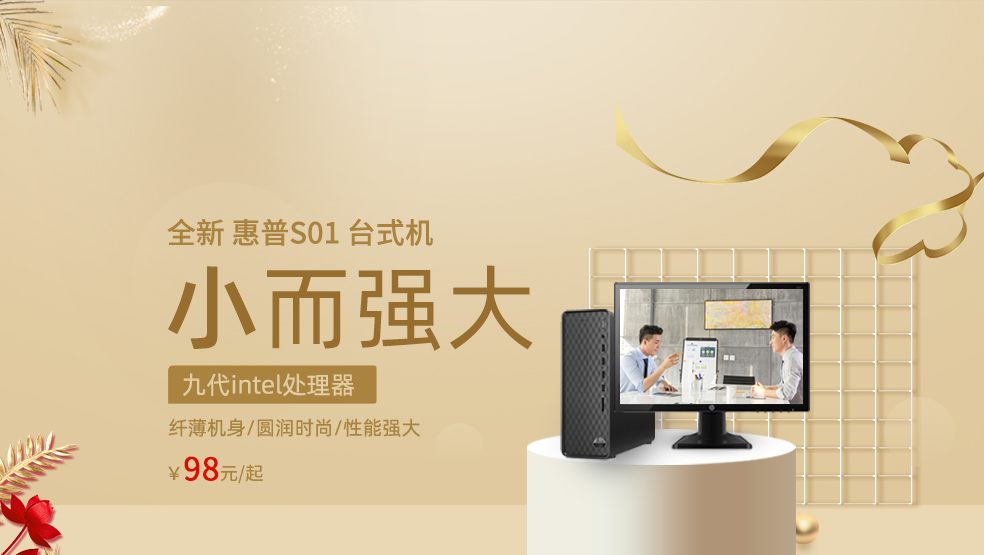 全新 惠普S01 台式机
小而强大
九代intel处理器
纤薄机身/圆润时尚/性能强大
￥98元/起